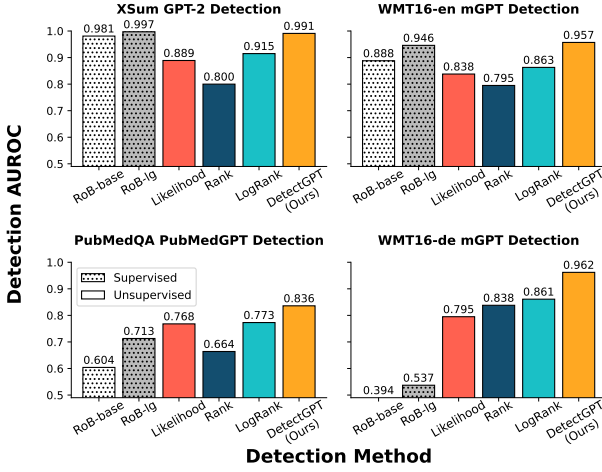 XSum GPT-2 Detection
1.0
0.9
0.8
0.7
0.6
0.5
0.981
0.997
0.889
0.800
0.915
0.991
RoB-base
RoB-lg
Likelihood
Rank
LogRank
DetectGPT
(Ours)
WMT16-en mGPT Detection
0.888
0.946
0.838
0.795
0.863
0.957
RoB-base
RoB-lg
Likelihood
Rank
LogRank
DetectGPT
(Ours)
Detection AUROC
PubMedQA PubMedGPT Detection
1.0
0.9
0.8
0.7
0.6
0.5
Supervised
Unsupervised
0.604
0.713
0.768
0.664
0.773
0.836
RoB-base
RoB-lg
Likelihood
Rank
LogRank
DetectGPT
(Ours)
WMT16-de mGPT Detection
0.394
0.537
0.795
0.838
0.861
0.962
RoB-base
RoB-lg
Likelihood
Rank
LogRank
DetectGPT
(Ours)
Detection Method